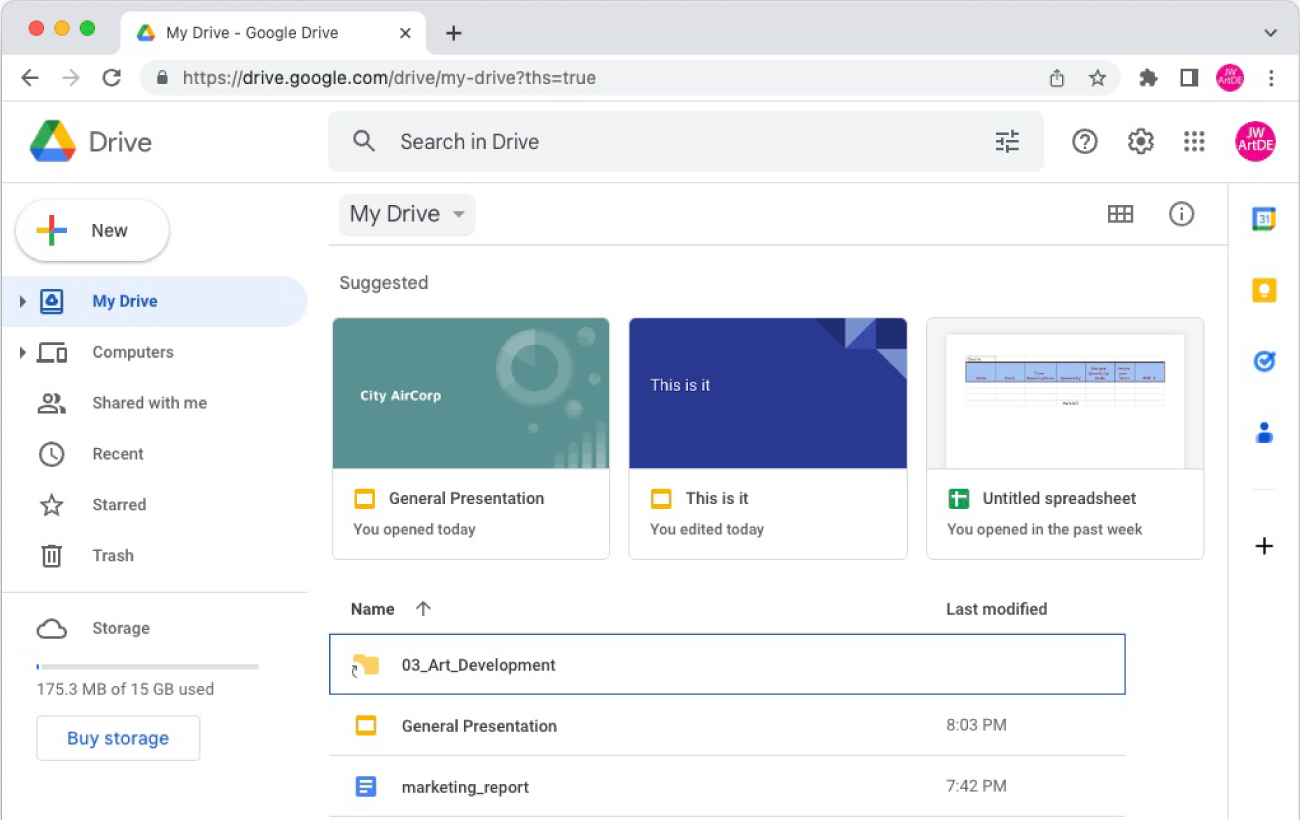 My Drive - Google Drive
https://drive.google.com/drive/my-drive?ths=true
JW
ArtDE
Drive
Search in Drive
JW
ArtDE
New
My Drive
31
My Drive
Computers
Shared with me
Recent
Starred
Trash
Storage
175.3 MB of 15 GB used
Buy storage
Suggested
City AirCorp
This is it
General Presentation
You opened today
This is it
You edited today
Untitled spreadsheet
You opened in the past week
Name
Last modified
03_Art_Development
General Presentation
8:03 PM
marketing_report
7:42 PM